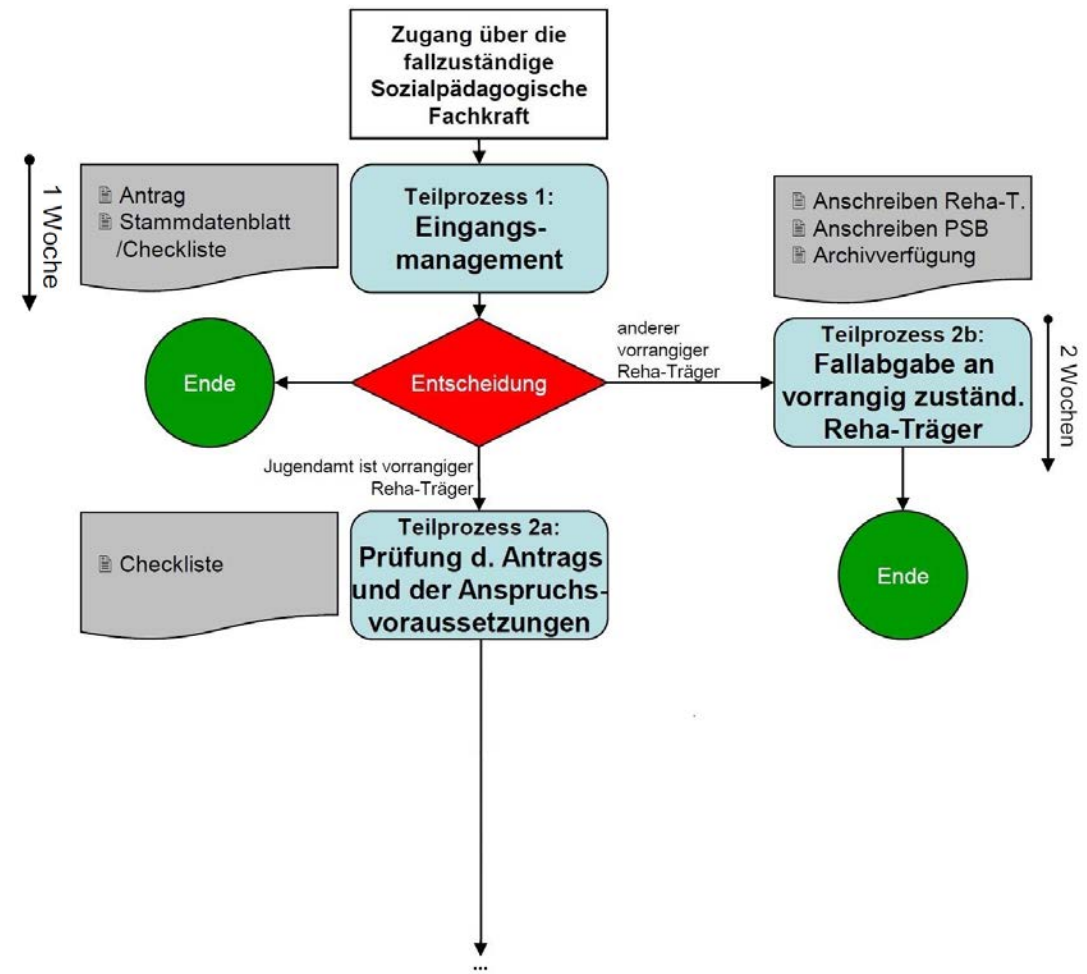 Zugang über die
fallzuständige
Sozialpädagogische
Fachkraft
1 Woche
Antrag
Stammdatenblatt
/Checkliste
Teilprozess 1:
Eingangs-
management
Anschreiben Reha-T.
Anschreiben PSB
Archivverfügung
Ende
Entscheidung
anderer
vorrangiger
Reha-Träger
Teilprozess 2b:
Fallabgabe an
vorrangig zuständ.
Reha-Träger
2 Wochen
Jugendamt ist vorrangiger
Reha-Träger
Checkliste
Teilprozess 2a:
Prüfung d. Antrags
und der Anspruchs-
voraussetzungen
Ende
...